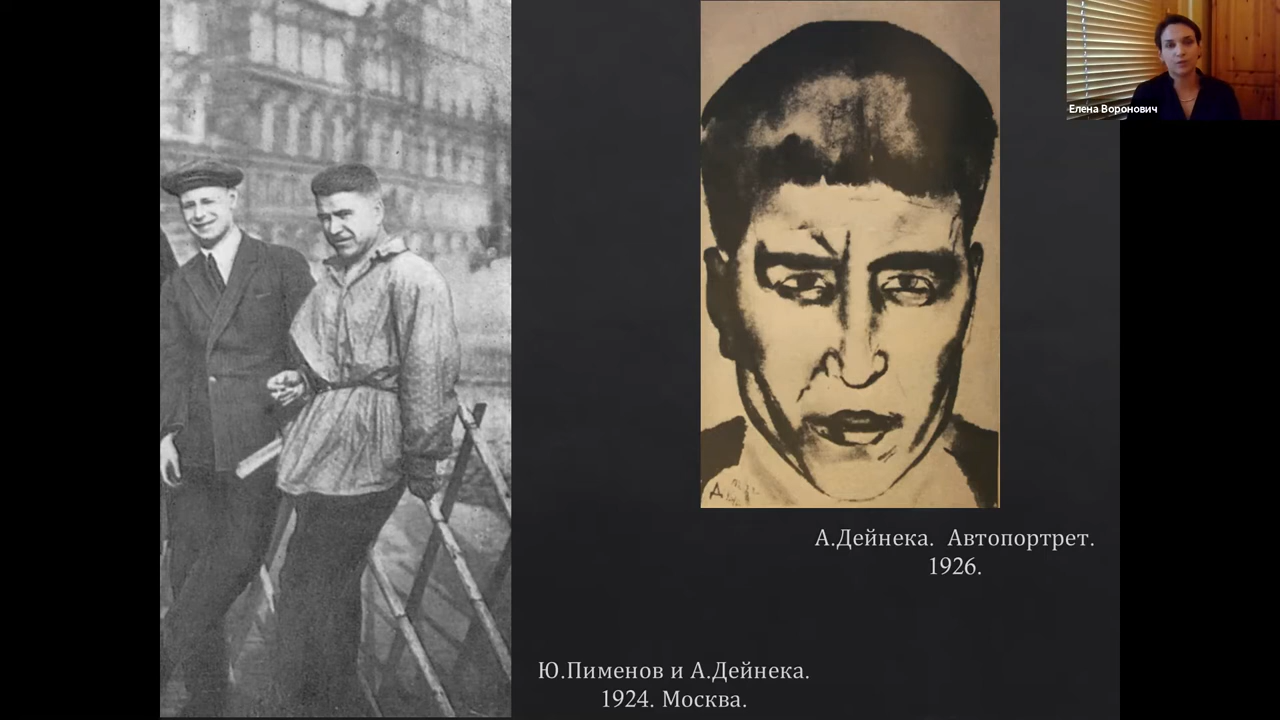 Елена Воронович
А.Дейнека. Автопортрет.
1926.
Ю.Пименов и А.Дейнека.
1924. Москва.